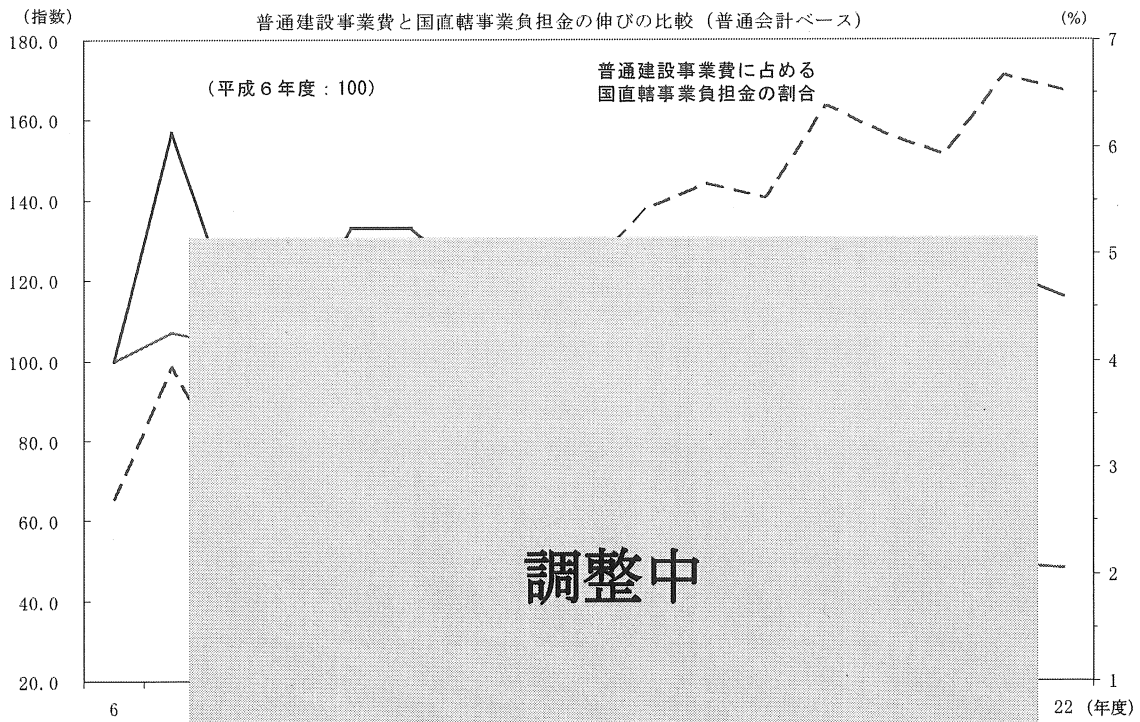 普通建設事業費と国直轄事業負担金の伸びの比較（普通会計ベース）
（指数）
(%)
180.0
160.0
140.0
120.0
100.0
80.0
60.0
40.0
20.0
（平成６年度：100）
普通建設事業費に占める
国直轄事業負担金の割合
7
6
5
4
3
2
1
調整中
6
22
（年度）